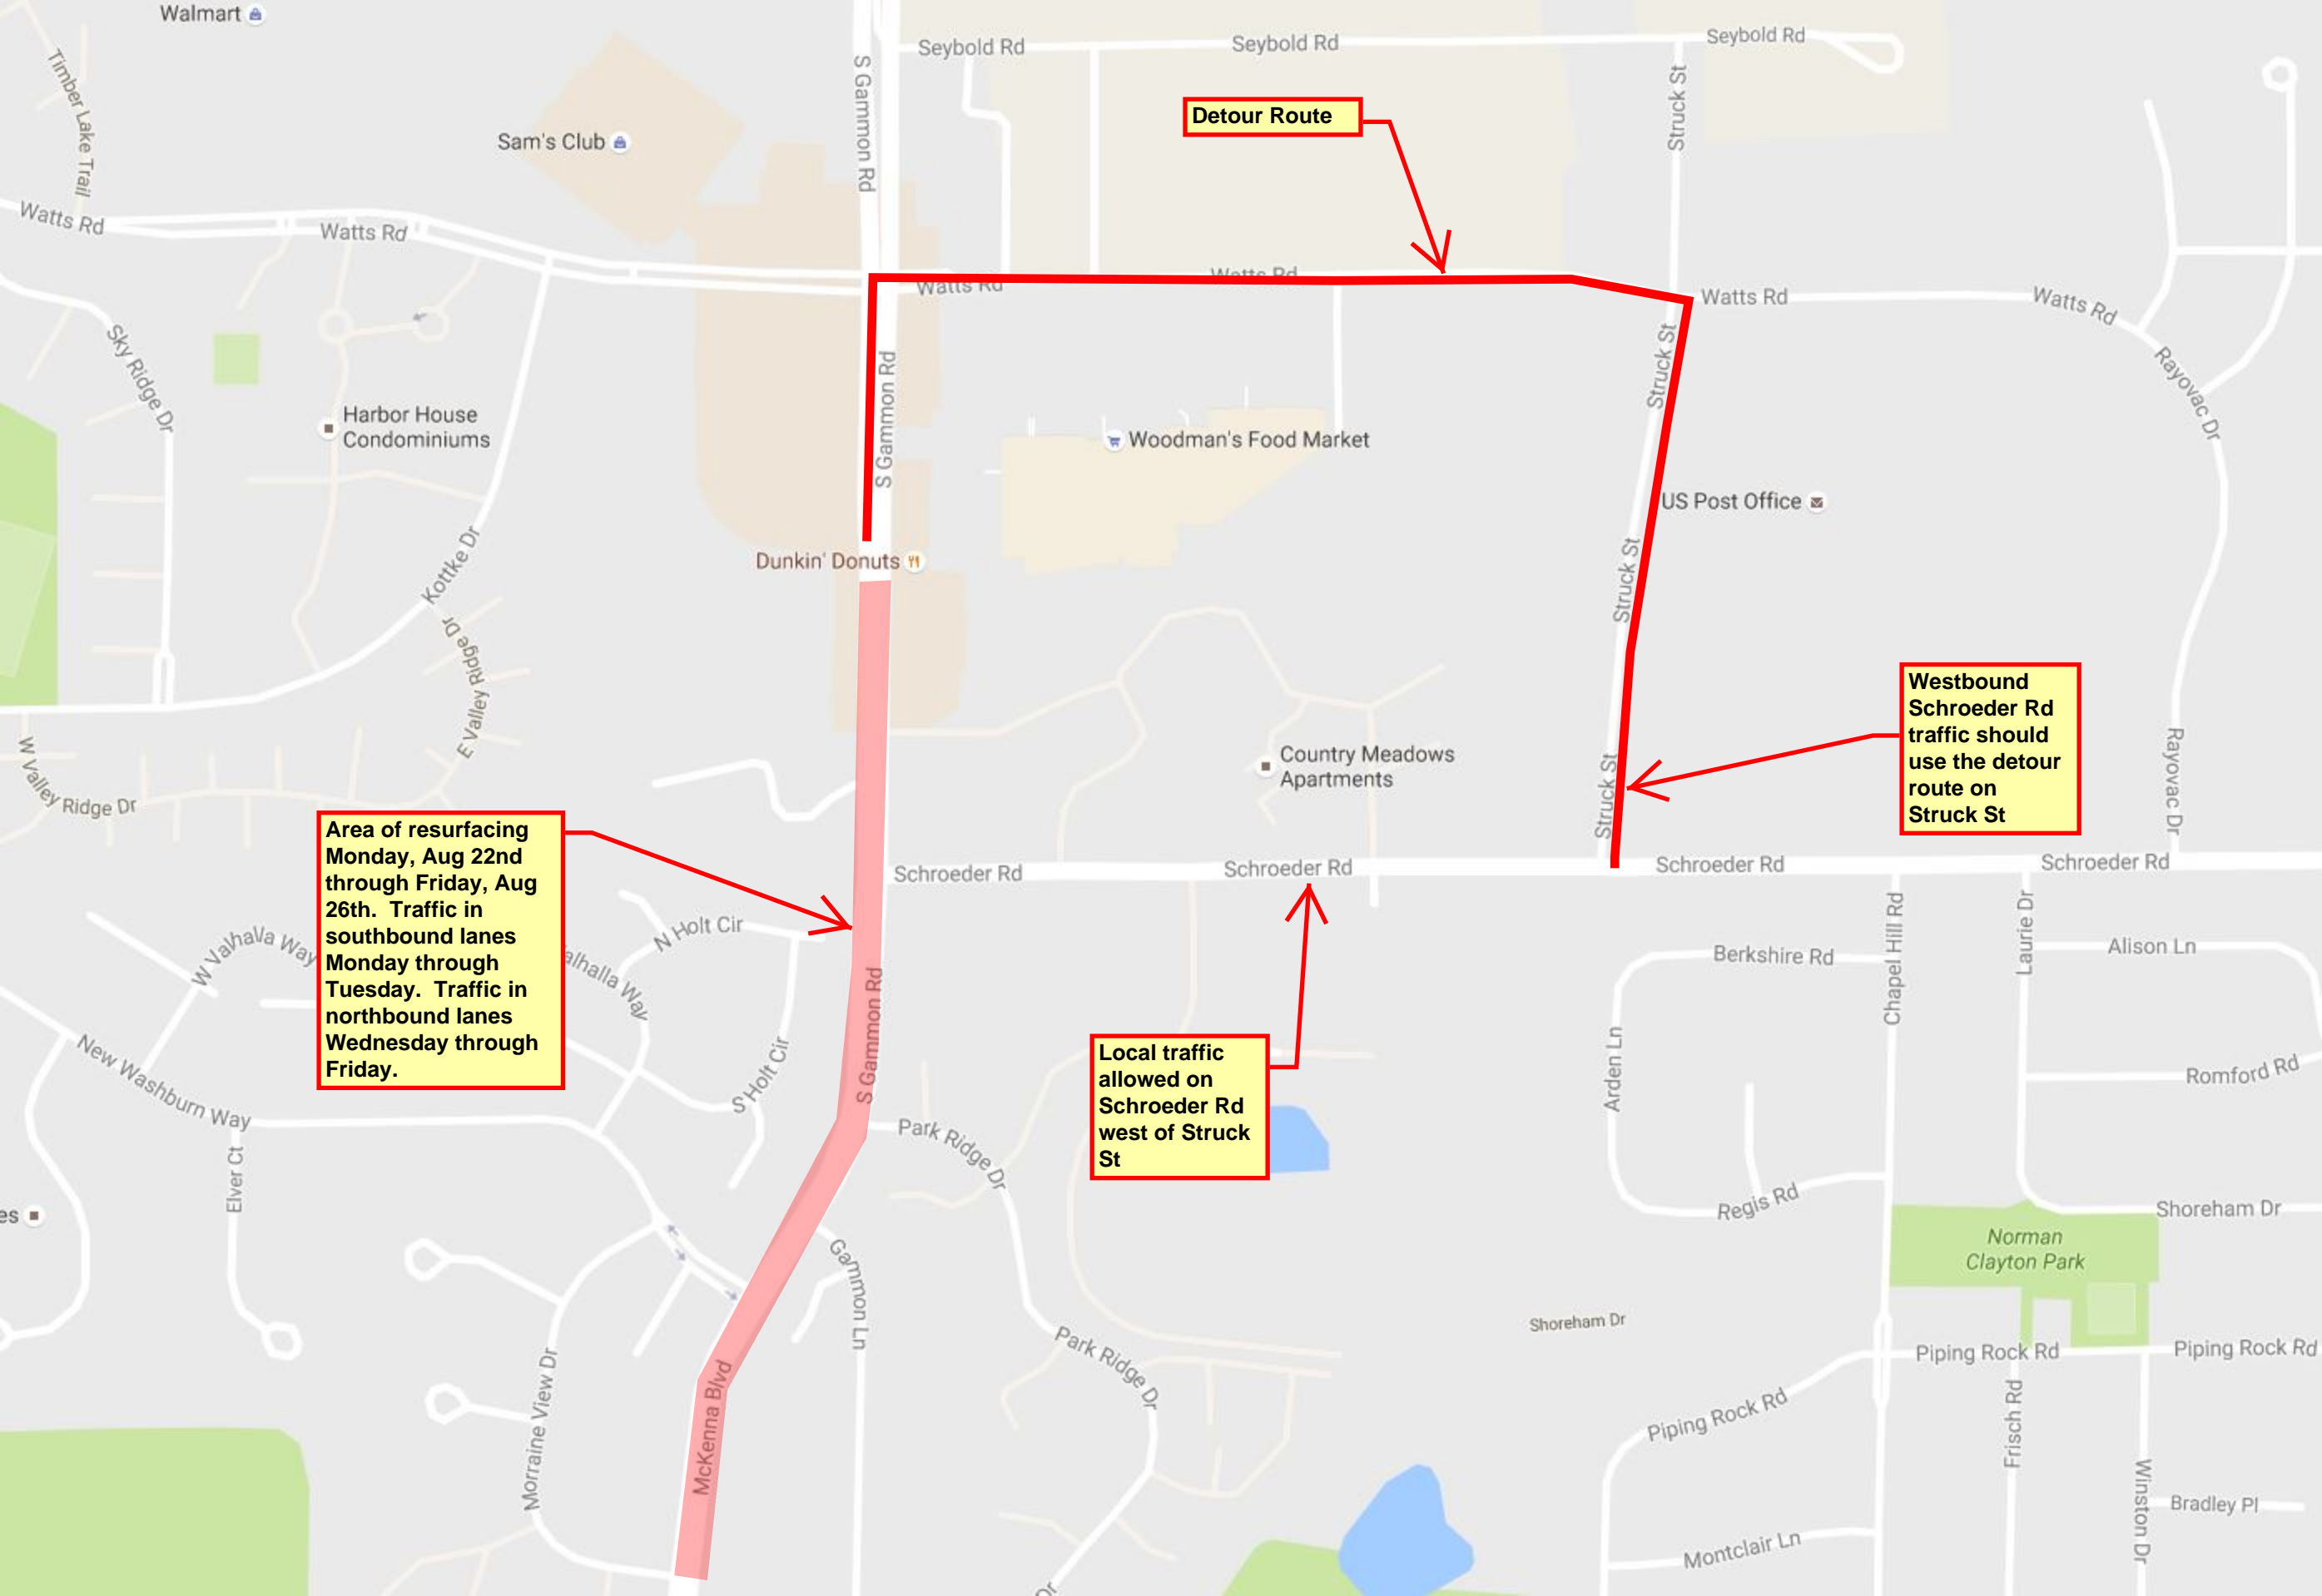 Walmart
Seybold Rd
Seybold Rd
Seybold Rd
Timber Lake Trail
S Gammon Rd
Struck St
Detour Route
Sam's Club
Watts Rd
Watts Rd
Watts Rd
Watts Rd
Watts Rd
Watts Rd
Sky Ridge Dr
Struck St
Rayovac Dr
S Gammon Rd
Harbor House
Condominiums
Woodman's Food Market
US Post Office
Dunkin' Donuts
Kottke Dr
Struck St
E Valley Ridge Dr
W Valley Ridge Dr
Westbound
Schroeder Rd
traffic should
use the detour
route on
Struck St
Country Meadows
Apartments
Struck St
Rayovac Dr
Area of resurfacing
Monday, Aug 22nd
through Friday, Aug
26th.  Traffic in
southbound lanes
Monday through
Tuesday.  Traffic in
northbound lanes
Wednesday through
Friday.
Schroeder Rd
Schroeder Rd
Schroeder Rd
Schroeder Rd
N Holt Cir
W Valhalla Way
alhalla Way
Berkshire Rd
Chapel Hill Rd
Laurie Dr
Alison Ln
S Gammon Rd
S Holt Cir
Local traffic
allowed on
Schroeder Rd
west of Struck
St
Arden Ln
Romford Rd
New Washburn Way
Park Ridge Dr
Elver Ct
es
Regis Rd
Shoreham Dr
Norman
Clayton Park
Gammon Ln
Shoreham Dr
Park Ridge Dr
Piping Rock Rd
Piping Rock Rd
Piping Rock Rd
McKenna Blvd
Morraine View Dr
Frisch Rd
Winston Dr
Bradley Pl
Montclair Ln
Dr